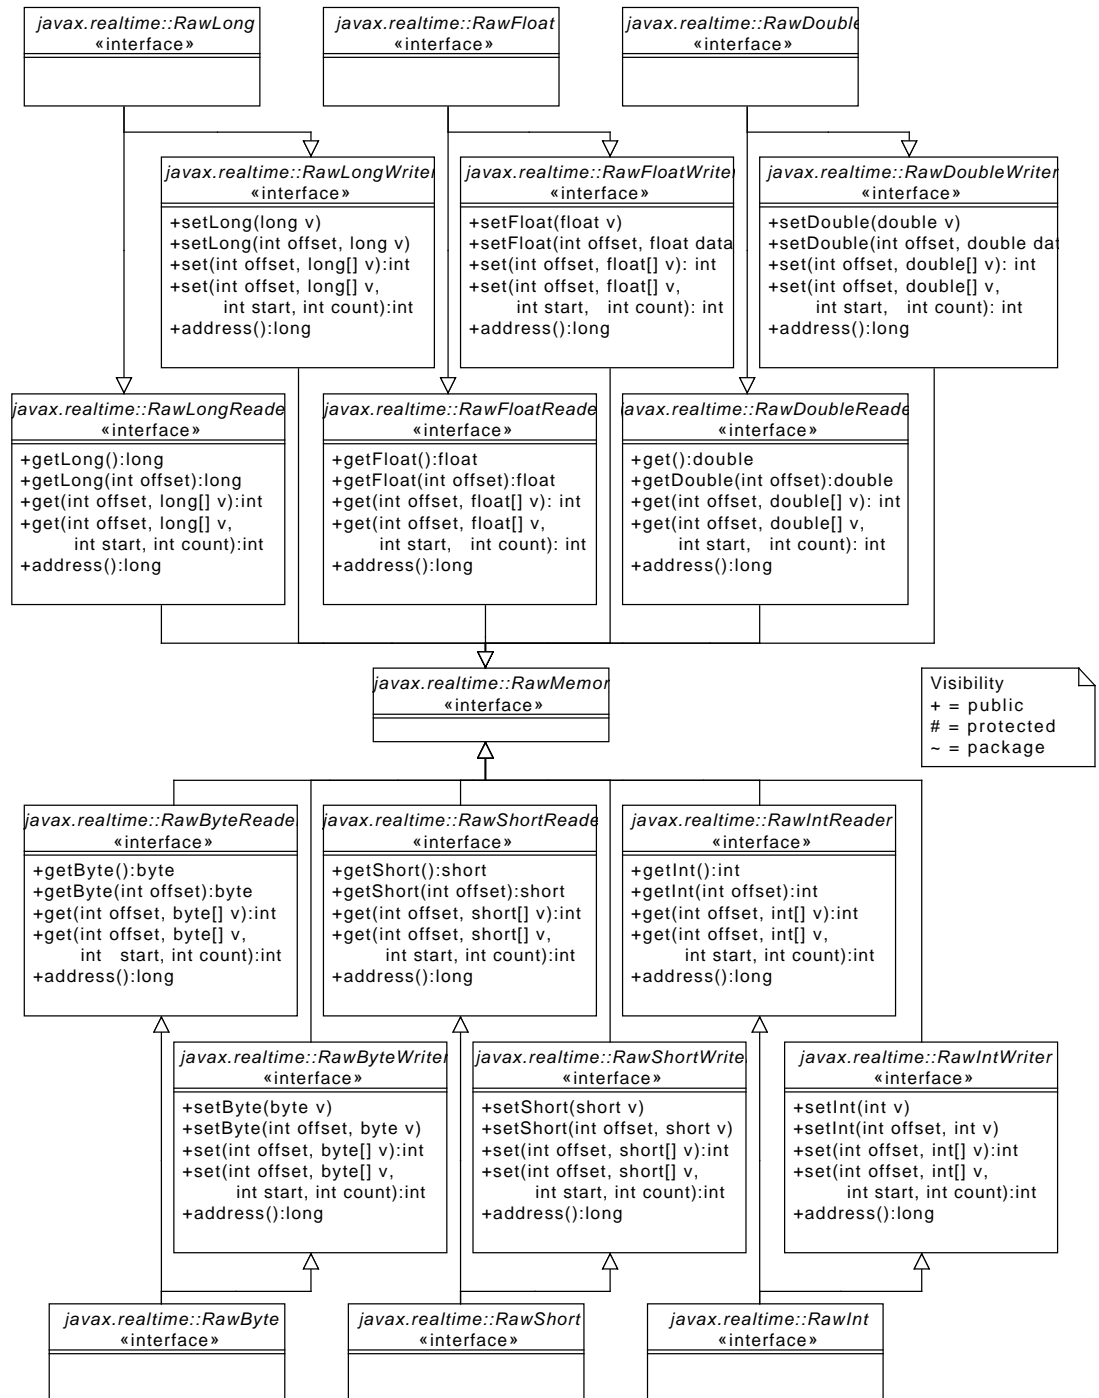 javax.realtime::RawLong
«interface»
javax.realtime::RawFloat
«interface»
javax.realtime::RawDouble
«interface»
javax.realtime::RawLongWriter
«interface»
+setLong(long v)
+setLong(int offset, long v)
+set(int offset, long[] v):int
+set(int offset, long[] v,
int start, int count):int
+address():long
javax.realtime::RawFloatWriter
«interface»
+setFloat(float v)
+setFloat(int offset, float data
+set(int offset, float[] v): int
+set(int offset, float[] v,
int start, int count): int
+address():long
javax.realtime::RawDoubleWriter
«interface»
+setDouble(double v)
+setDouble(int offset, double dat
+set(int offset, double[] v): int
+set(int offset, double[] v,
int start, int count): int
+address():long
javax.realtime::RawLongReade
«interface»
+getLong():long
+getLong(int offset):long
+get(int offset, long[] v):int
+get(int offset, long[] v,
int start, int count):int
+address():long
javax.realtime::RawFloatReade
«interface»
+getFloat():float
+getFloat(int offset):float
+get(int offset, float[] v): int
+get(int offset, float[] v,
int start, int count): int
+address():long
javax.realtime::RawDoubleReade
«interface»
+get():double
+getDouble(int offset):double
+get(int offset, double[] v): int
+get(int offset, double[] v,
int start, int count): int
+address():long
javax.realtime::RawMemor
«interface»
Visibility
+ = public
# = protected
~ = package
javax.realtime::RawByteReader
«interface»
+getByte():byte
+getByte(int offset):byte
+get(int offset, byte[] v):int
+get(int offset, byte[] v,
int start, int count):int
+address():long
javax.realtime::RawShortReade
«interface»
+getShort():short
+getShort(int offset):short
+get(int offset, short[] v):int
+get(int offset, short[] v,
int start, int count):int
+address():long
javax.realtime::RawIntReader
«interface»
+getInt():int
+getInt(int offset):int
+get(int offset, int[] v):int
+get(int offset, int[] v,
int start, int count):int
+address():long
javax.realtime::RawByteWriter
«interface»
+setByte(byte v)
+setByte(int offset, byte v)
+set(int offset, byte[] v):int
+set(int offset, byte[] v,
int start, int count):int
+address():long
javax.realtime::RawShortWrite
«interface»
+setShort(short v)
+setShort(int offset, short v)
+set(int offset, short[] v):int
+set(int offset, short[] v,
int start, int count):int
+address():long
javax.realtime::RawIntWriter
«interface»
+setInt(int v)
+setInt(int offset, int v)
+set(int offset, int[] v):int
+set(int offset, int[] v,
int start, int count):int
+address():long
javax.realtime::RawByte
«interface»
javax.realtime::RawShort
«interface»
javax.realtime::RawInt
«interface»